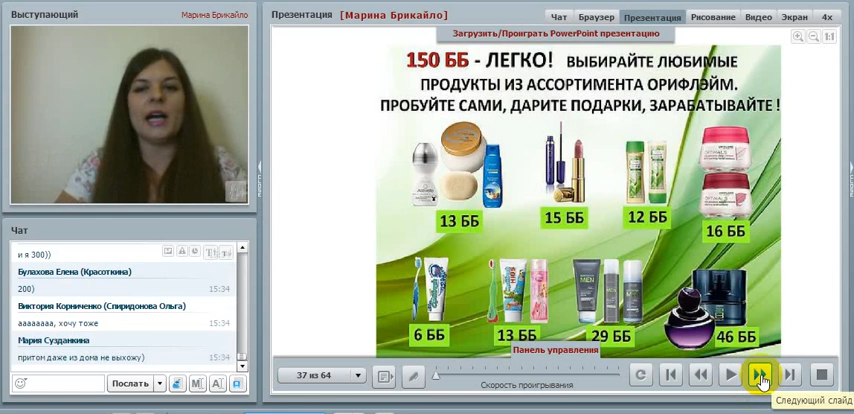 Выступающий
Марина Брикайло
Презентация [Марина Брикайло]
Чат
Браузер
Презентация
Рисование
Видео
Экран
4x
Загрузить/Проиграть PowerPoint презентацию
1:1
150 ББ - ЛЕГКО! ВЫБИРАЙТЕ ЛЮБИМЫЕ
ПРОДУКТЫ ИЗ АССОРТИМЕНТА ОРИФЛЭЙМ.
ПРОБУЙТЕ САМИ, ДАРИТЕ ПОДАРКИ, ЗАРАБАТЫВАЙТЕ !
13 ББ
15 ББ
12 ББ
16 ББ
6 ББ
13 ББ
29 ББ
46 ББ
Чат
и я 300))
Булахова Елена (Красоткина)
200)
15:34
Виктория Корниченко (Спиридонова Ольга)
аааааааа, хочу тоже
15:34
Мария Сузданкина
притом даже из дома не выхожу)
15:34
Послать
Панель управления
37 из 64
Скорость проигрывания
Следующий слайд